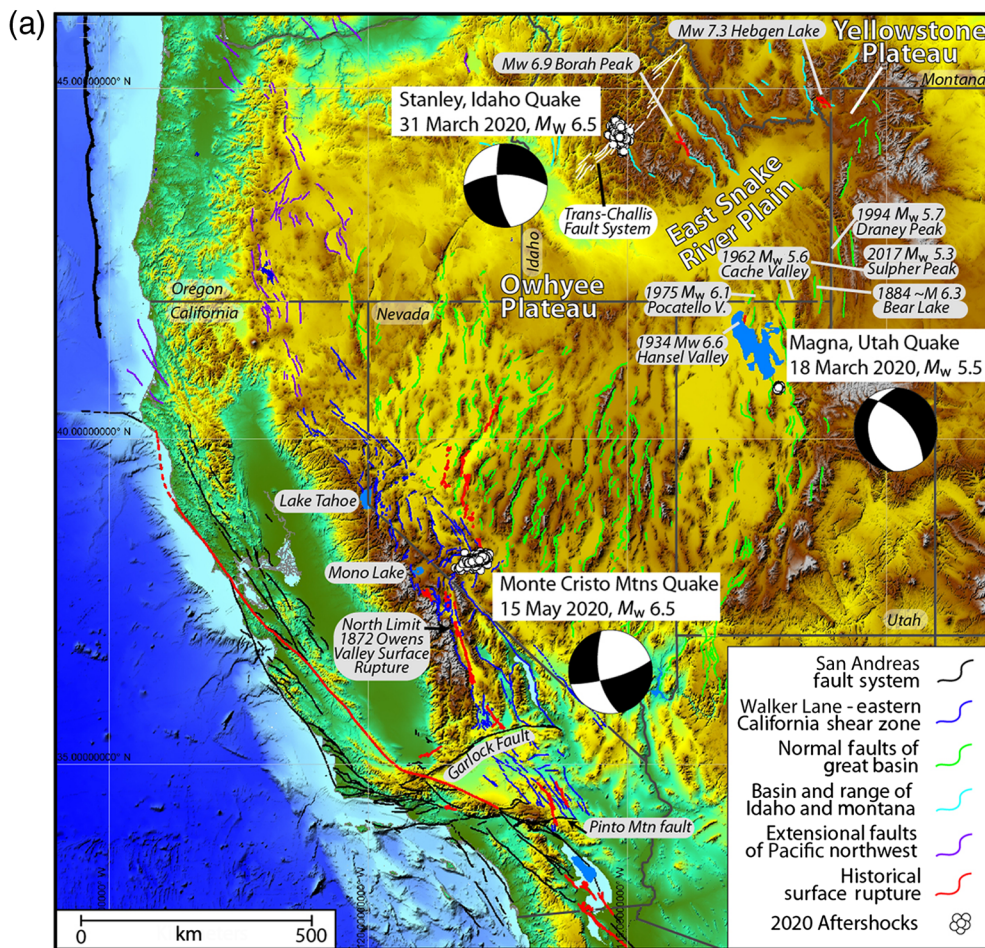 (a)
Mw 7.3 Hebgen Lake
Yellowstone
Plateau
Mw 6.9 Borah Peak
Montana
45.00000000° N
Stanley, Idaho Quake
31 March 2020, Mw 6.5
Trans-Challis
Fault System
East Snake
River Plain
1994 Mw 5.7
Draney Peak
Idaho
1962 Mw 5.6
Cache Valley
2017 Mw 5.3
Sulpher Peak
Owhyee
Plateau
Oregon
California
Nevada
1975 Mw 6.1
Pocatello V.
1884 ~M 6.3
Bear Lake
1934 Mw 6.6
Hansel Valley
Magna, Utah Quake
18 March 2020, Mw 5.5
40.00000000° N
Lake Tahoe
Mono Lake
Monte Cristo Mtns Quake
15 May 2020, Mw 6.5
North Limit
1872 Owens
Valley Surface
Rupture
Utah
Garlock Fault
35.00000000° N
Pinto Mtn fault
San Andreas
fault system
Walker Lane - eastern
California shear zone
Normal faults of
great basin
Basin and range of
Idaho and montana
Extensional faults
of Pacific northwest
Historical
surface rupture
2020 Aftershocks
0 km 500